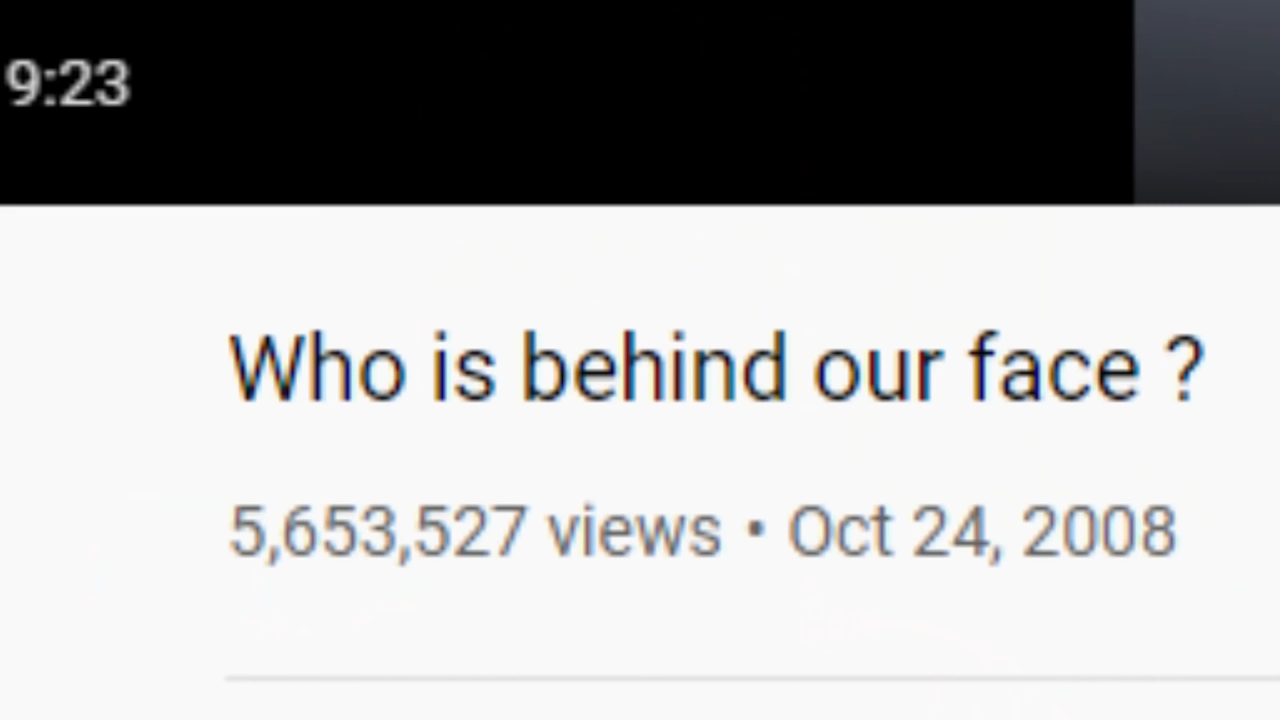 9:23
Who is behind our face ?
5,653,527 views • Oct 24, 2008